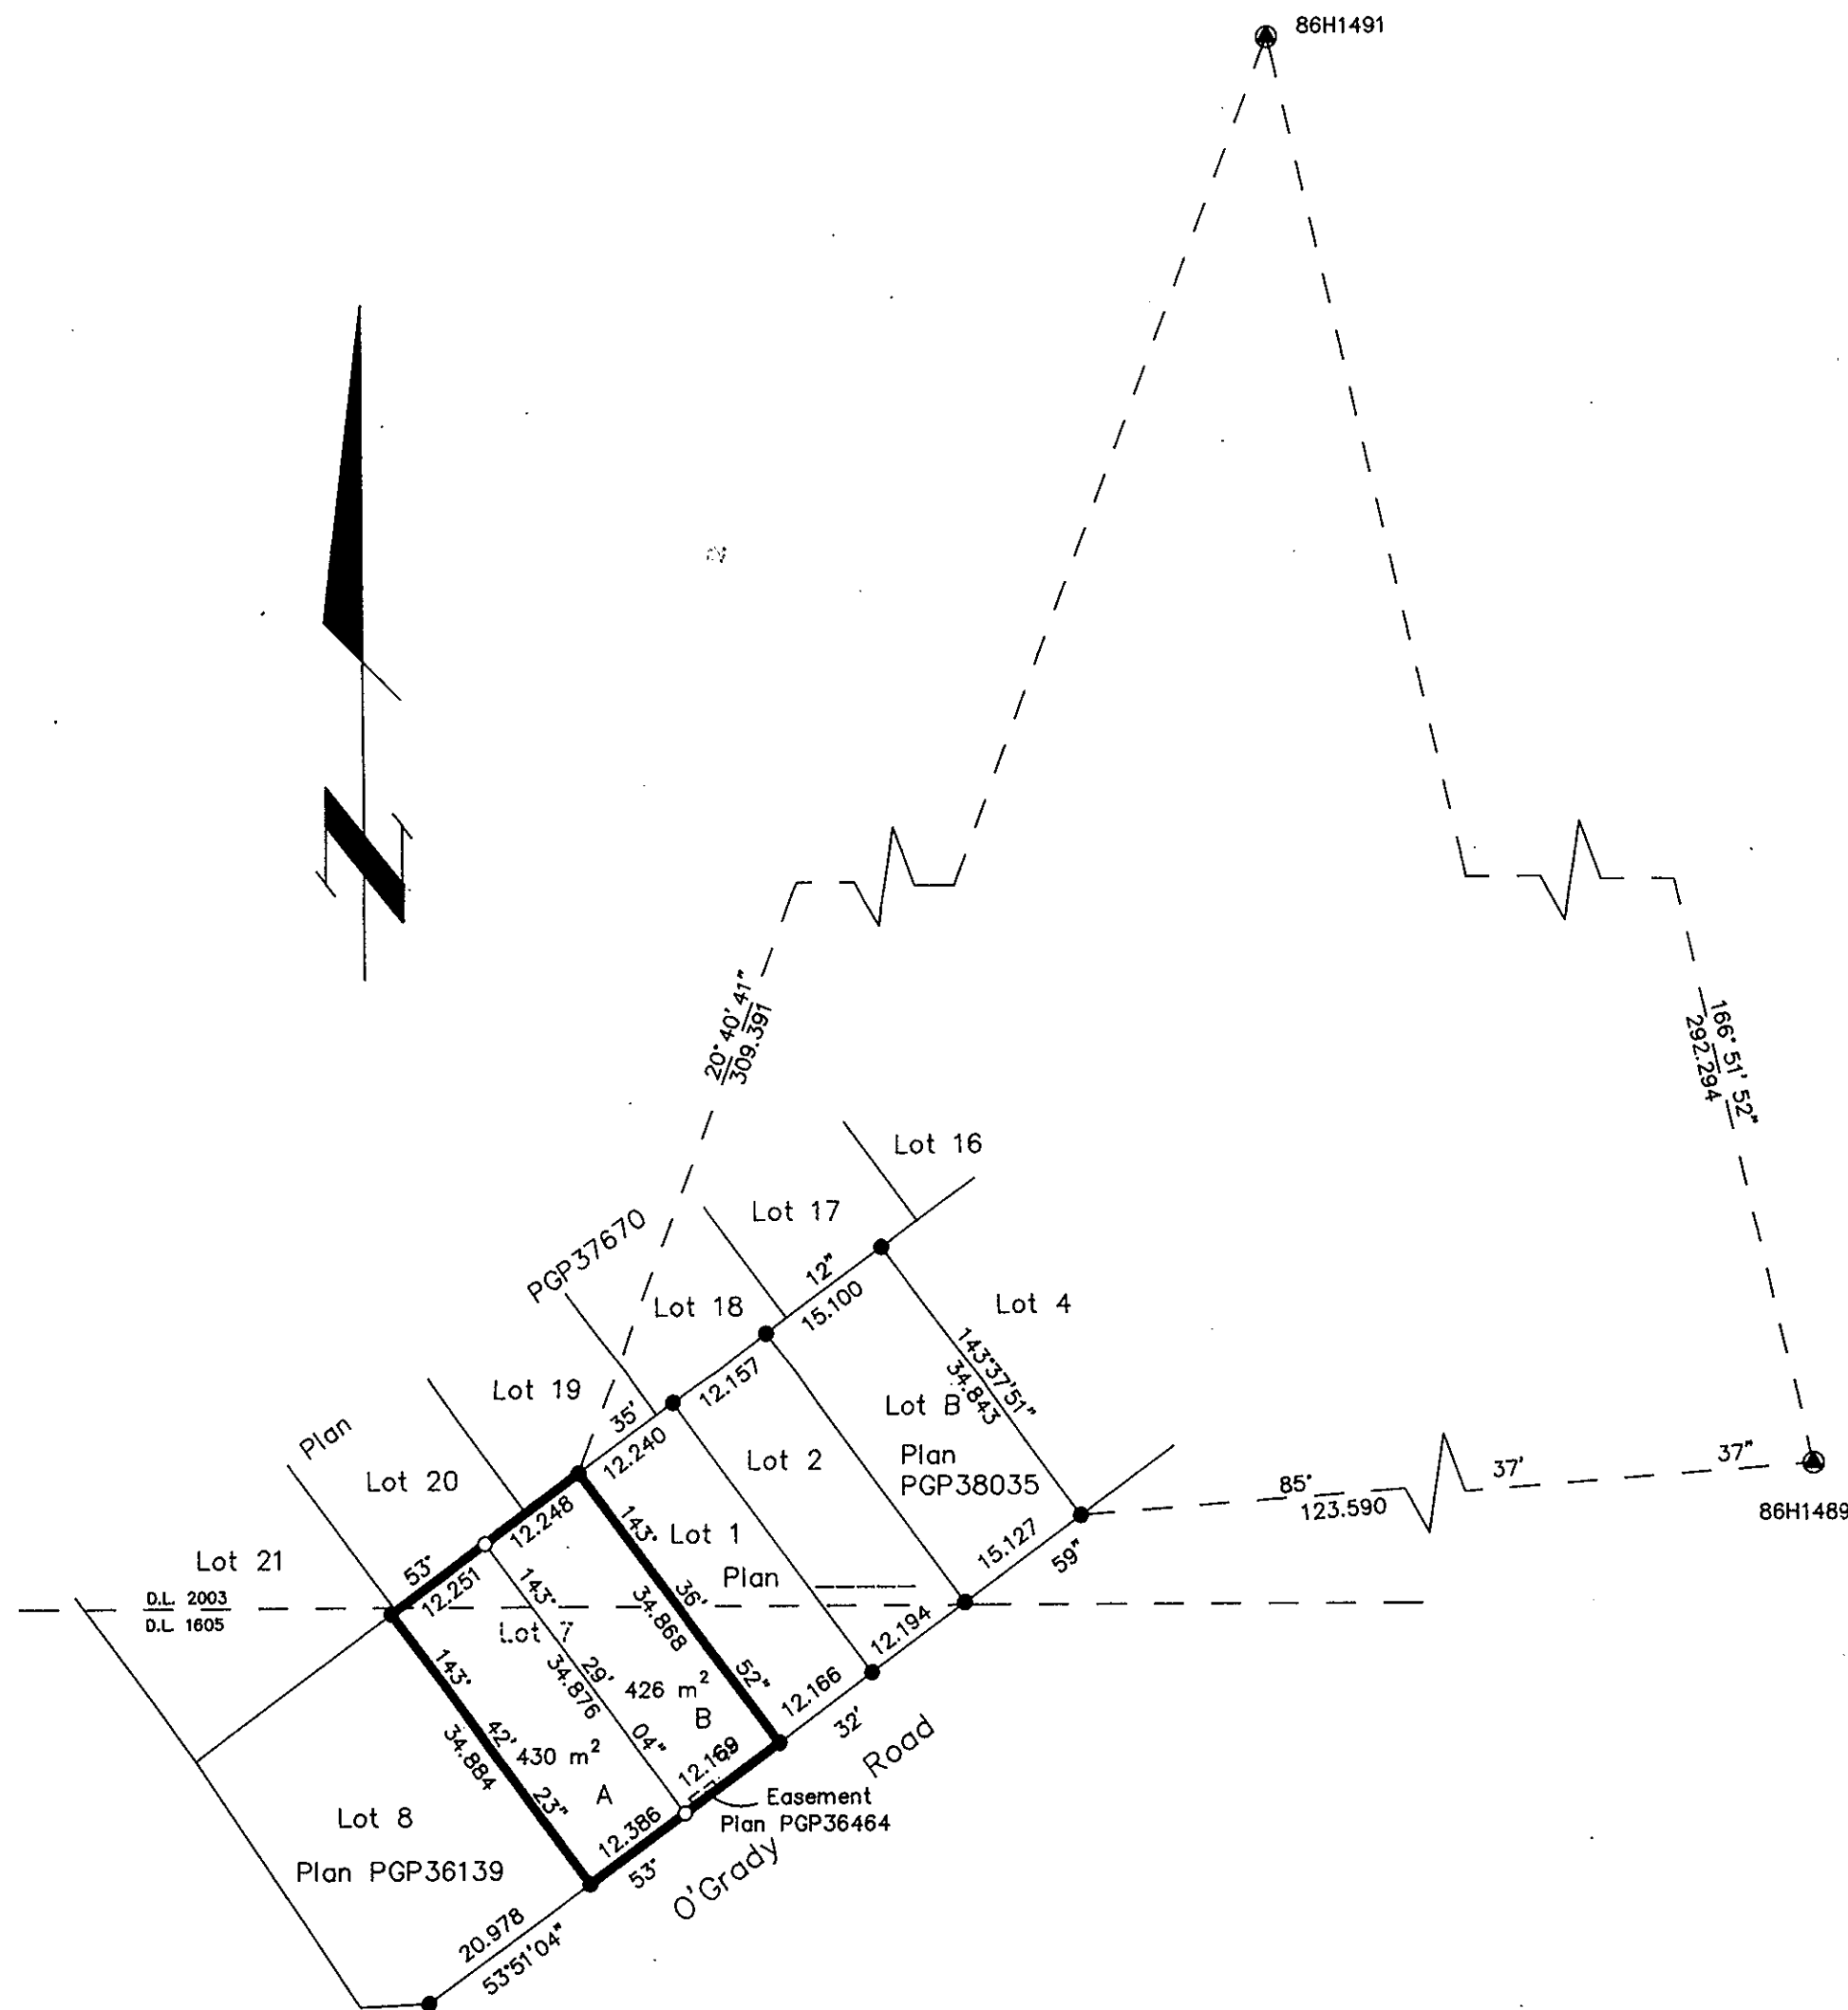 86H1491
N
20° 40' 41"
309.391
166° 51' 52"
292.294
Lot 16
Lot 17
PGP37670
12"
15.100
Lot 18
Lot 4
12.157
143°37'51"
34.843
Lot 19
35'
12.240
Lot B
Plan
PGP38035
Plan
Lot 20
Lot 2
85°
37'
37"
123.590
86H1489
12.248
143°
Lot 1
Plan
15.127
59"
Lot 21
53°
12.251
143°
36'
34.868
52"
D.L. 2003
D.L. 1605
Lot 7
12.194
29'
34.876
04"
426 m²
B
12.166
32'
143°
42'
34.884
23"
430 m²
A
12.169
Road
Easement
Plan PGP36464
Lot 8
Plan PGP36139
12.386
53°
O'Grady
20.978
53°51'04"